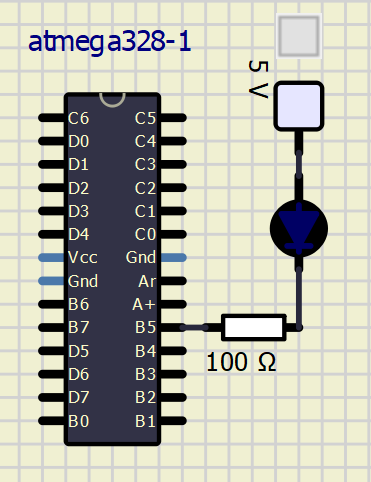 atmega328-1
5 V
C6 C5
D0 C4
D1 C3
D2 C2
D3 C1
D4 C0
Vcc Gnd
Gnd Ar
B6 A+
B7 B5
D5 B4
D6 B3
D7 B2
B0 B1
100 Ω